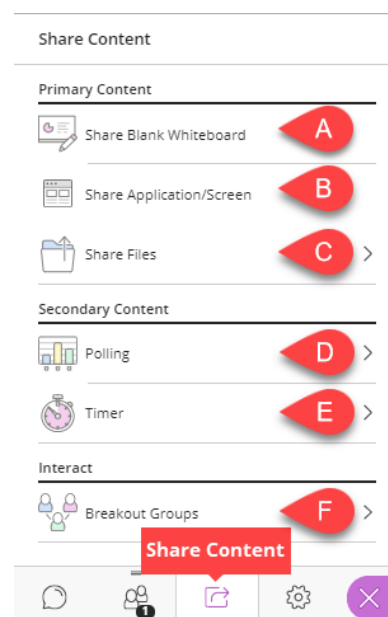 Share Content
Primary Content
Share Blank Whiteboard A
Share Application/Screen B
Share Files C
Secondary Content
Polling D
Timer E
Interact
Breakout Groups F
Share Content
1